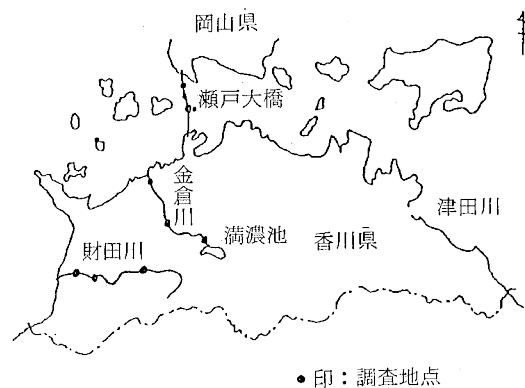 岡山県
瀬戸大橋
金倉川
津田川
満濃池
香川県
財田川
●印：調査地点